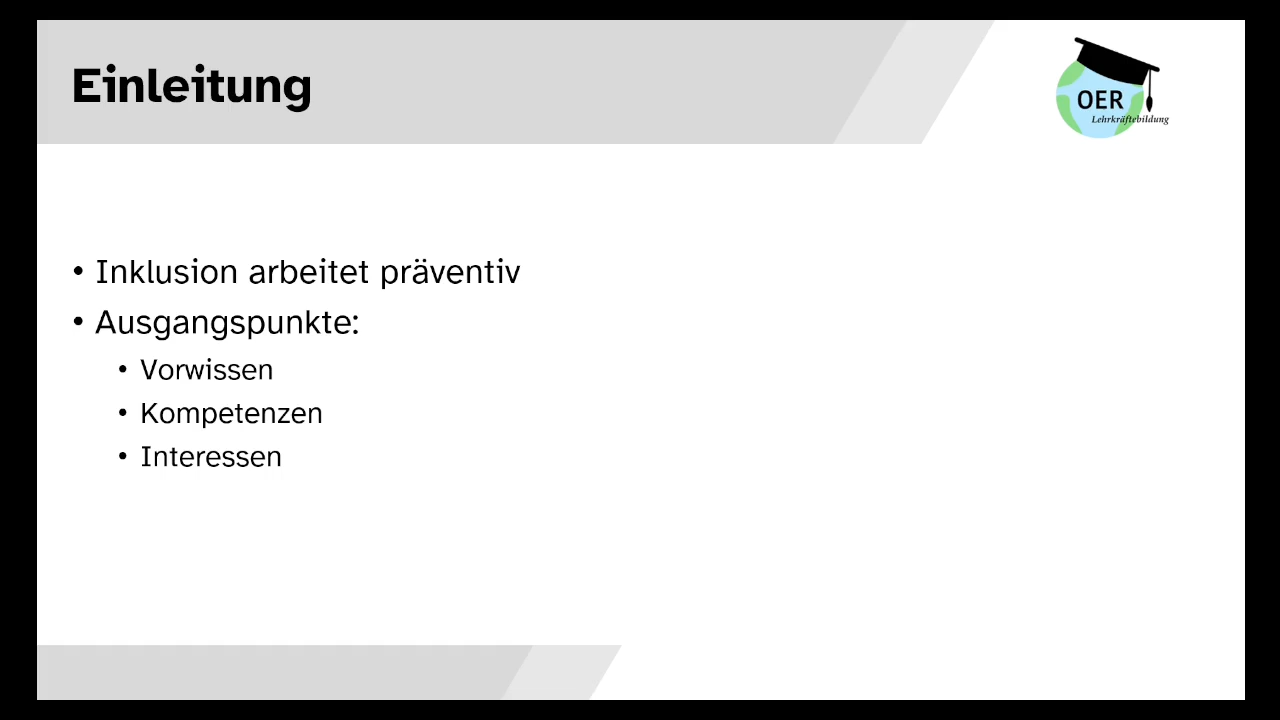 Einleitung
OER
Lehrkräftebildung
• Inklusion arbeitet präventiv
• Ausgangspunkte:
• Vorwissen
• Kompetenzen
• Interessen